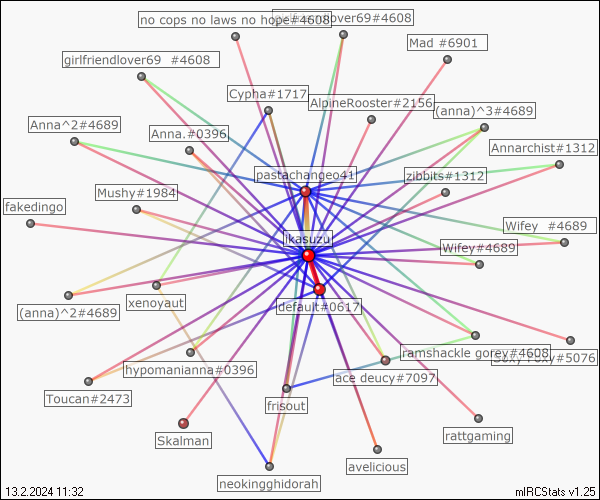 no cops no laws no hope#4608
lover69#4608
Mad #6901
girlfriendlover69 #4608
Cypha#1717
AlpineRooster#2156
(anna)^3#4689
Anna^2#4689
Anna.#0396
Annarchist#1312
pastachangeo41
zibbits#1312
Mushy#1984
fakedingo
Wifey #4689
ikasuzu
Wifey#4689
xenoyaut
default#0617
(anna)^2#4689
ramshackle gorey#4608
#5076
hypomanianna#0396
ace deucy#7097
Toucan#2473
frisout
Skalman
rattgaming
avelicious
neokingghidorah
13.2.2024 11:32
mIRCStats v1.25